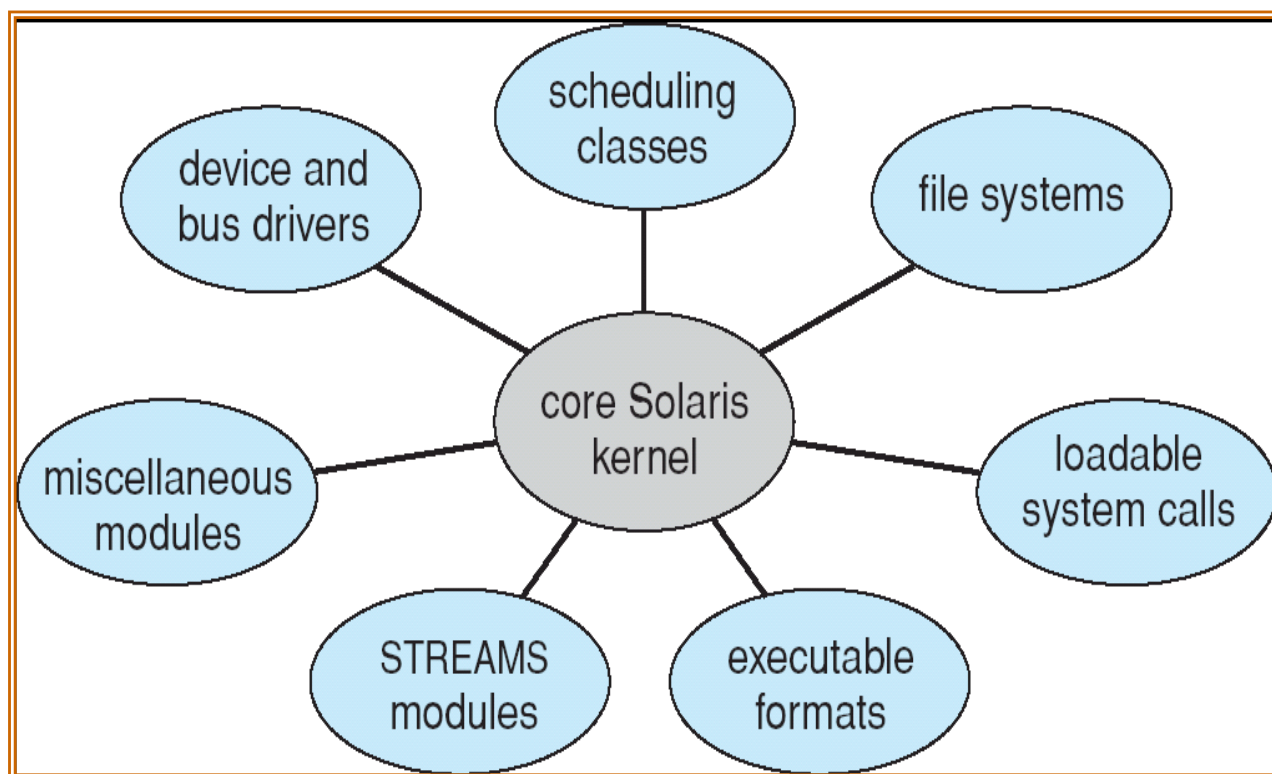 scheduling
classes
device and
bus drivers
file systems
core Solaris
kernel
miscellaneous
modules
loadable
system calls
STREAMS
modules
executable
formats